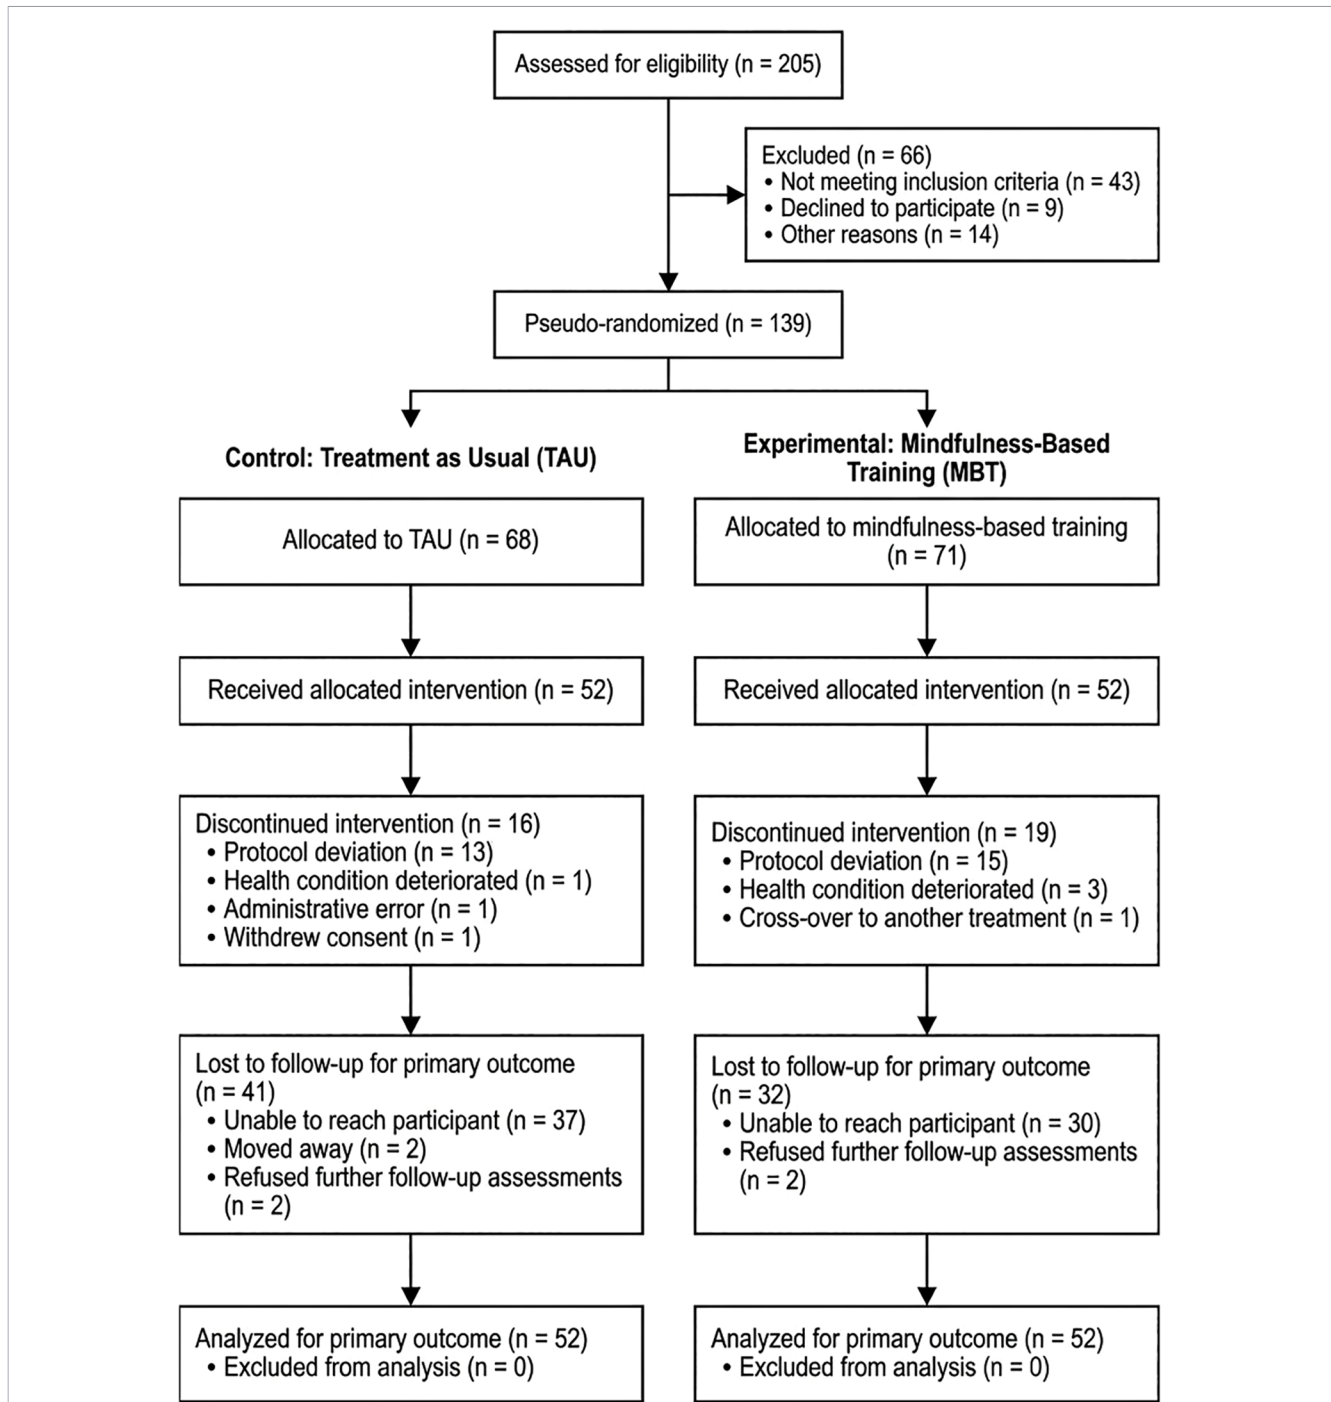 Assessed for eligibility (n = 205)
Excluded (n = 66)
• Not meeting inclusion criteria (n = 43)
• Declined to participate (n = 9)
• Other reasons (n = 14)
Pseudo-randomized (n = 139)
Control: Treatment as Usual (TAU)
Allocated to TAU (n = 68)
Received allocated intervention (n = 52)
Discontinued intervention (n = 16)
• Protocol deviation (n = 13)
• Health condition deteriorated (n = 1)
• Administrative error (n = 1)
• Withdrew consent (n = 1)
Lost to follow-up for primary outcome
(n = 41)
• Unable to reach participant (n = 37)
• Moved away (n = 2)
• Refused further follow-up assessments
(n = 2)
Analyzed for primary outcome (n = 52)
• Excluded from analysis (n = 0)
Experimental: Mindfulness-Based
Training (MBT)
Allocated to mindfulness-based training
(n = 71)
Received allocated intervention (n = 52)
Discontinued intervention (n = 19)
• Protocol deviation (n = 15)
• Health condition deteriorated (n = 3)
• Cross-over to another treatment (n = 1)
Lost to follow-up for primary outcome
(n = 32)
• Unable to reach participant (n = 30)
• Refused further follow-up assessments
(n = 2)
Analyzed for primary outcome (n = 52)
• Excluded from analysis (n = 0)